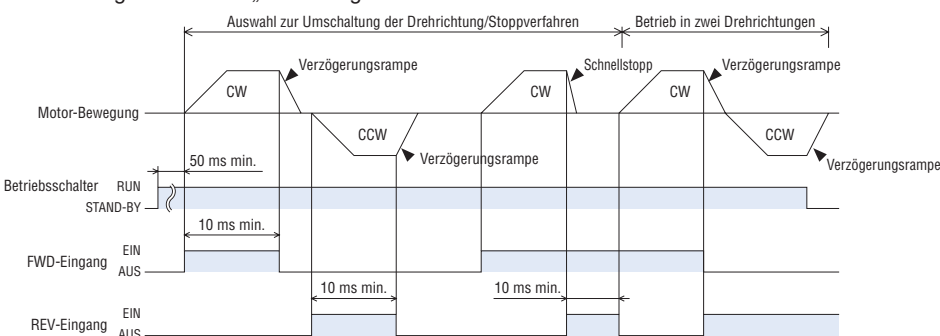 Auswahl zur Umschaltung der Drehrichtung/Stoppverfahren
Betrieb in zwei Drehrichtungen
Verzögerungsrampe
Schnellstopp
Verzögerungsrampe
CW
CW
CW
Motor-Bewegung
CCW
CCW
Verzögerungsrampe
Verzögerungsrampe
50 ms min.
Betriebsschalter
RUN
STAND-BY
10 ms min.
FWD-Eingang
EIN
AUS
10 ms min.
10 ms min.
REV-Eingang
EIN
AUS